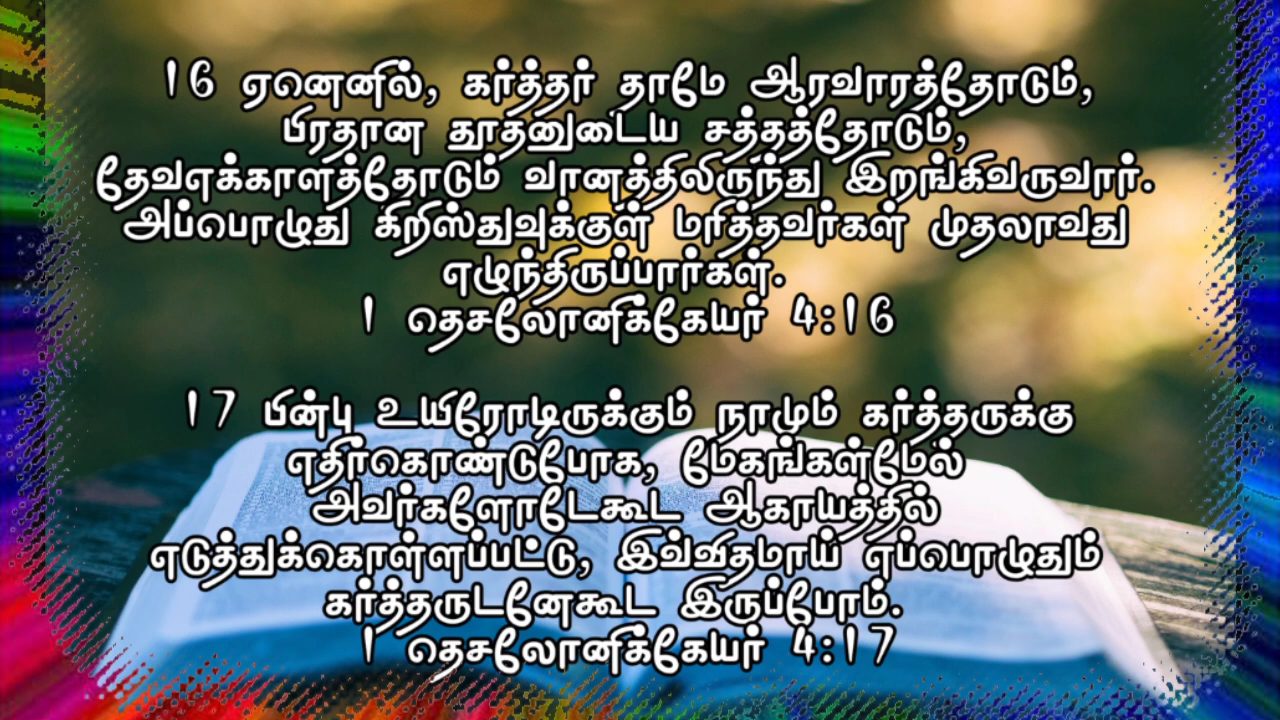 16 ஏனெனில், கர்த்தர் தாமே ஆரவாரத்தோடும்,
பிரதான தூதனுடைய சத்தத்தோடும்,
தேவஎக்காளத்தோடும் வானத்திலிருந்து இறங்கிவருவார்.
அப்பொழுது கிறிஸ்துவுக்குள் மரித்தவர்கள் முதலாவது
எழுந்திருப்பார்கள்.
1 தெசலோனிக்கேயர் 4:16
17 பின்பு உயிரோடிருக்கும் நாமும் கர்த்தருக்கு
எதிர்கொண்டுபோக, மேகங்கள்மேல்
அவர்களோடேகூட ஆகாயத்தில்
எடுத்துக்கொள்ளப்பட்டு, இவ்விதமாய் எப்பொழுதும்
கர்த்தருடனேகூட இருப்போம்.
1 தெசலோனிக்கேயர் 4:17